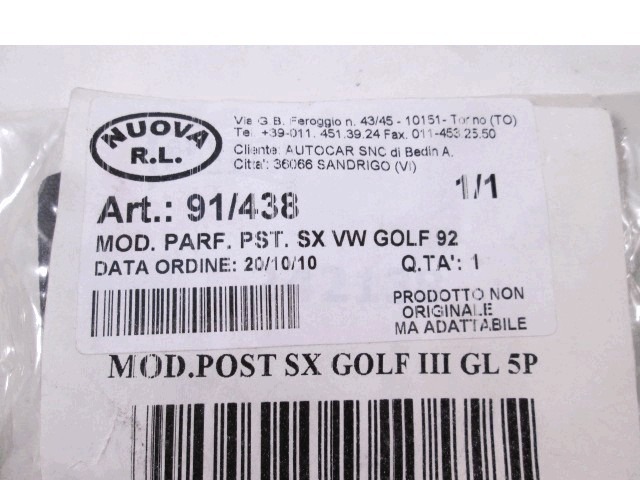 NUOVA
R.L.
Via G.B. Feroggio n. 43/45 - 10151- Torino (TO)
Tel. +39-011. 451.39.24 Fax. 011-453.25.50
Cliente: AUTOCAR SNC di Bedin A.
Citta': 36066 SANDRIGO (VI)
Art.: 91/438
1/1
MOD. PARF. PST. SX VW GOLF 92
DATA ORDINE: 20/10/10 Q.TA': 1
PRODOTTO NON
ORIGINALE
MA ADATTABILE
MOD.POST SX GOLF III GL 5P